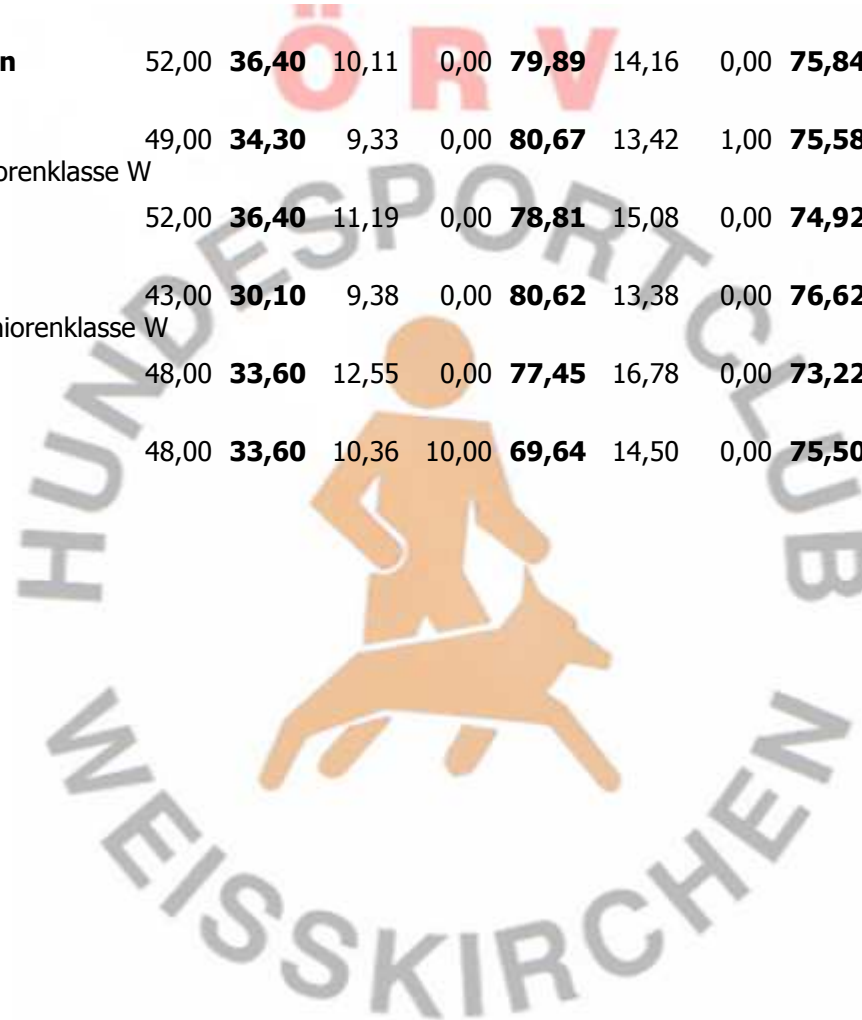 ÖRV
n 52,00 36,40 10,11 0,00 79,89 14,16 0,00 75,84
49,00 34,30 9,33 0,00 80,67 13,42 1,00 75,58
orenklasse W
52,00 36,40 11,19 0,00 78,81 15,08 0,00 74,92
43,00 30,10 9,38 0,00 80,62 13,38 0,00 76,62
niorenklasse W
48,00 33,60 12,55 0,00 77,45 16,78 0,00 73,22
48,00 33,60 10,36 10,00 69,64 14,50 0,00 75,50
HUNDESPORTCLUB
WEISSKIRCHEN